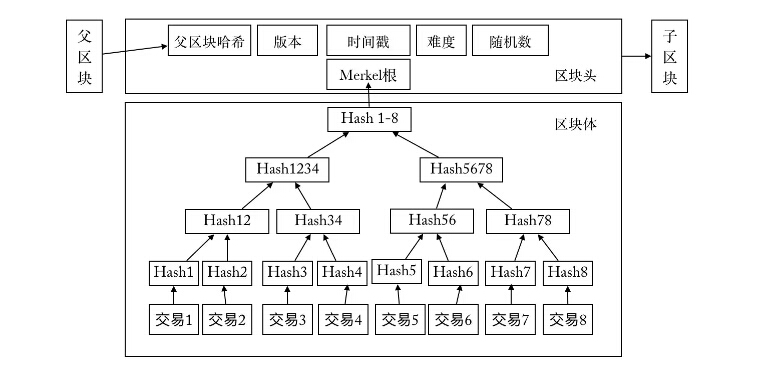 父区块
父区块哈希 版本 时间戳 难度 随机数
子区块
Merkel根
区块头
Hash 1-8
区块体
Hash1234 Hash5678
Hash12 Hash34 Hash56 Hash78
Hash1 Hash2 Hash3 Hash4 Hash5 Hash6 Hash7 Hash8
交易1 交易2 交易3 交易4 交易5 交易6 交易7 交易8